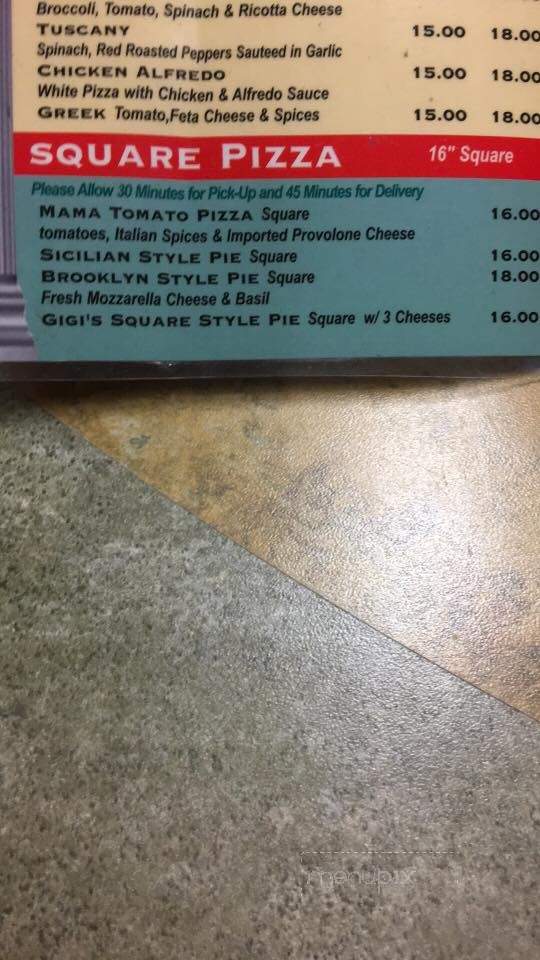 Broccoli, Tomato, Spinach & Ricotta Cheese
TUSCANY 15.00 18.00
Spinach, Red Roasted Peppers Sauteed in Garlic
CHICKEN ALFREDO 15.00 18.00
White Pizza with Chicken & Alfredo Sauce
GREEK Tomato,Feta Cheese & Spices 15.00 18.00
SQUARE PIZZA 16" Square
Please Allow 30 Minutes for Pick-Up and 45 Minutes for Delivery
MAMA TOMATO PIZZA Square 16.00
tomatoes, Italian Spices & Imported Provolone Cheese
SICILIAN STYLE PIE Square 16.00
BROOKLYN STYLE PIE Square 18.00
Fresh Mozzarella Cheese & Basil
GIGI'S SQUARE STYLE PIE Square w/ 3 Cheeses 16.00
menupix